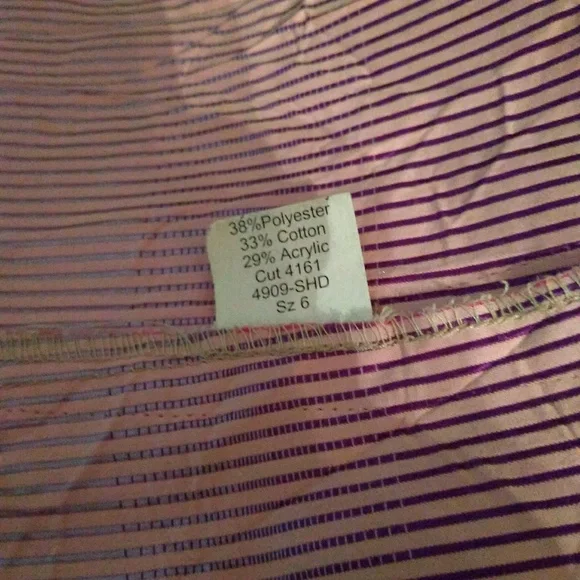 38%Polyester
33% Cotton
29% Acrylic
Cut 4161
4909-SHD
Sz 6